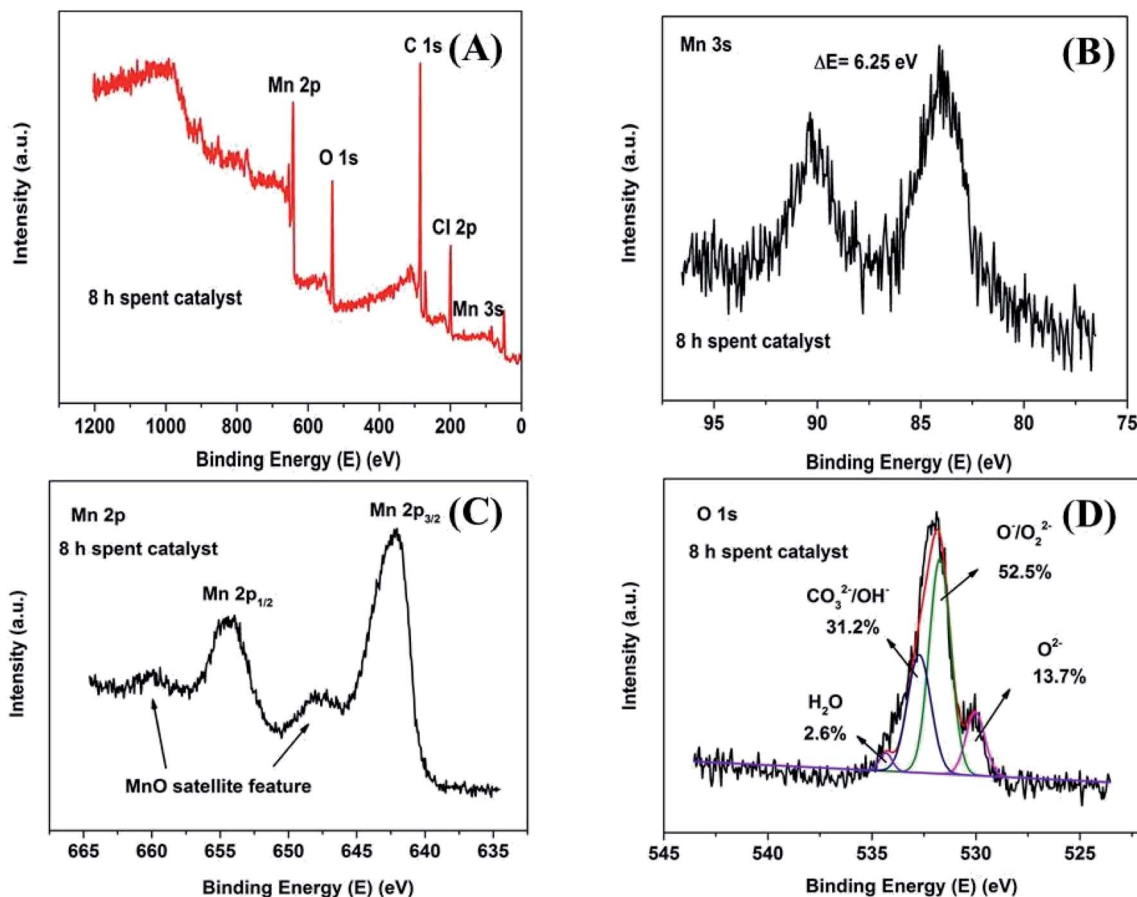 (A)
C 1s
Mn 2p
O 1s
Cl 2p
Mn 3s
8 h spent catalyst
Intensity (a.u.)
1200 1000 800 600 400 200 0
Binding Energy (E) (eV)
(B)
Mn 3s
ΔE= 6.25 eV
8 h spent catalyst
Intensity (a.u.)
95 90 85 80 75
Binding Energy (E) (eV)
(C)
Mn 2p
Mn 2p3/2
8 h spent catalyst
Mn 2p1/2
MnO satellite feature
Intensity (a.u.)
665 660 655 650 645 640 635
Binding Energy (E) (eV)
(D)
O 1s
8 h spent catalyst
O⁻/O₂²⁻
52.5%
CO₃²⁻/OH⁻
31.2%
O²⁻
13.7%
H₂O
2.6%
Intensity (a.u.)
545 540 535 530 525
Binding Energy (E) (eV)